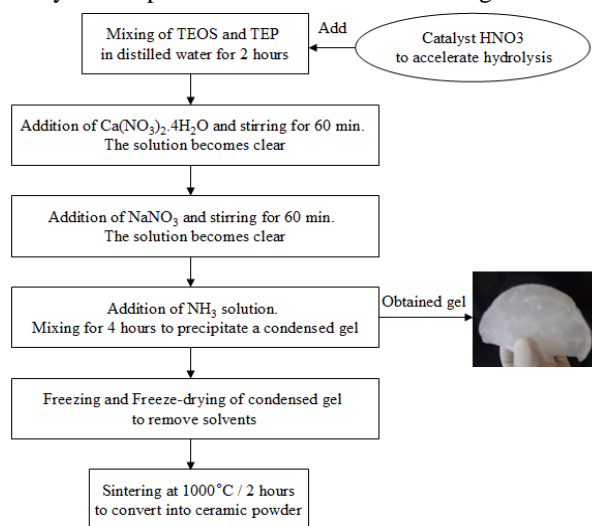 Mixing of TEOS and TEP
in distilled water for 2 hours
Add
Catalyst HNO3
to accelerate hydrolysis
Addition of Ca(NO₃)₂.4H₂O and stirring for 60 min.
The solution becomes clear
Addition of NaNO₃ and stirring for 60 min.
The solution becomes clear
Addition of NH₃ solution.
Mixing for 4 hours to precipitate a condensed gel
Obtained gel
Freezing and Freeze-drying of condensed gel
to remove solvents
Sintering at 1000°C / 2 hours
to convert into ceramic powder